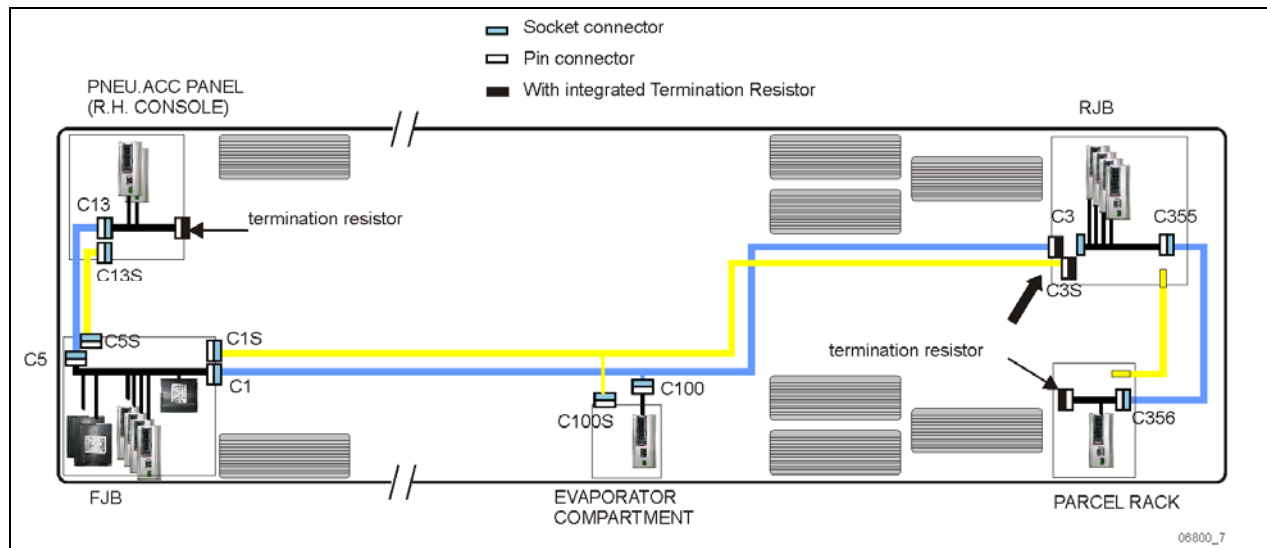 Socket connector
Pin connector
With integrated Termination Resistor
PNEU.ACC PANEL
(R.H. CONSOLE)
RJB
C13
termination resistor
C3
C355
C13S
C3S
C5
C5S
C1S
C1
termination resistor
C100
C100S
C356
FJB
EVAPORATOR
COMPARTMENT
PARCEL RACK
06800_7